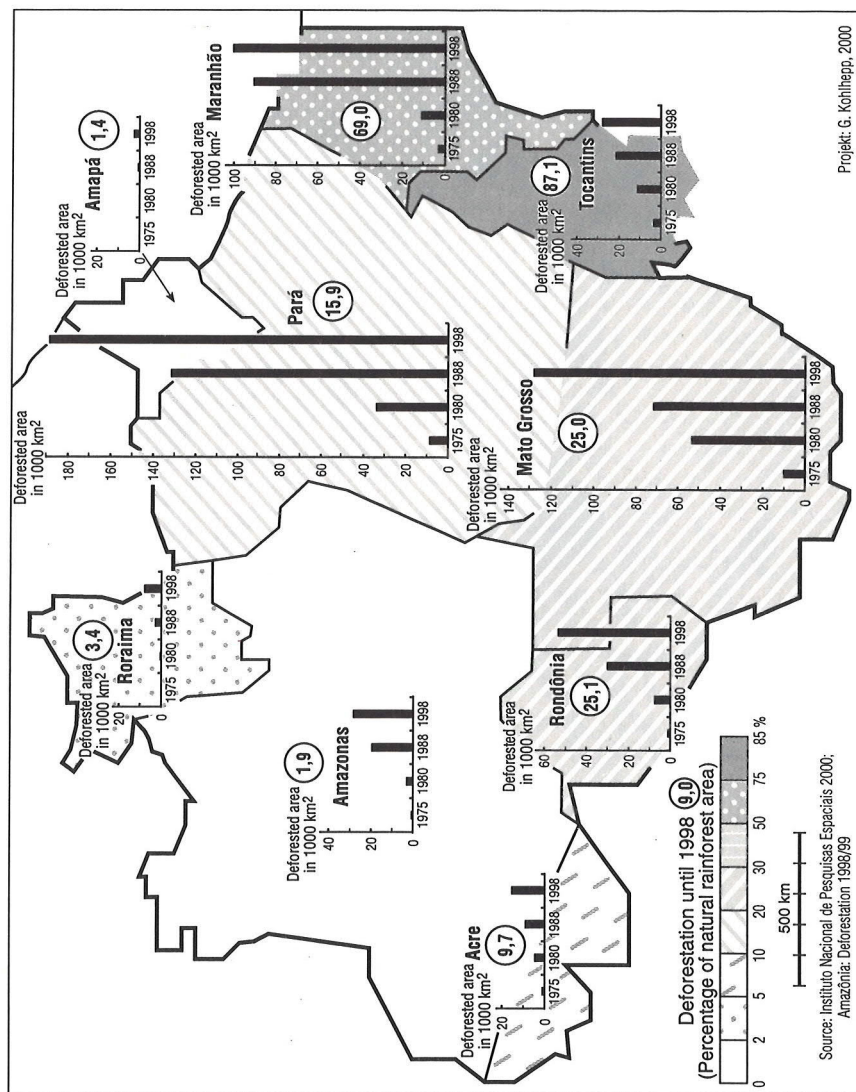 Deforested area
in 1000 km²
20
0
Roraima
3,4
1975 1980 1988 1998
Deforested area
in 1000 km²
40
20
0
Amazonas
1,9
1975 1980 1988 1998
Deforested area
in 1000 km²
20
0
Acre
9,7
Deforested area
in 1000 km²
60
40
20
0
Rondônia
25,1
1975 1980 1988 1998
Deforested area
in 1000 km²
180
160
140
120
100
80
60
40
20
0
Pará
15,9
1975 1980 1988 1998
Deforested area
in 1000 km²
20
0
Amapá
1,4
1975 1980 1988 1998
Deforested area
in 1000 km²
100
80
60
40
20
0
Maranhão
69,0
1975 1980 1988 1998
Deforested area
in 1000 km²
40
20
0
Tocantins
87,1
1975 1980 1988 1998
Deforested area
in 1000 km²
140
120
100
80
60
40
20
0
Mato Grosso
25,0
1975 1980 1988 1998
1975 1980 1988 1998
Deforestation until 1998 9,0
(Percentage of natural rainforest area)
0 2 5 10 20 30 50 75 85 %
500 km
Source: Instituto Nacional de Pesquisas Espaciais 2000;
Amazônia: Deforestation 1998/99
Projekt: G. Kohlhepp, 2000